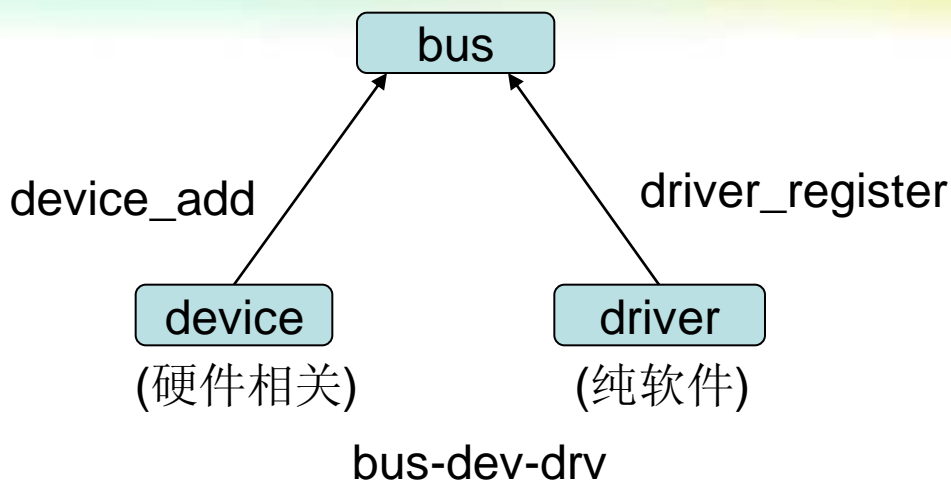 bus
device_add
driver_register
device
driver
(硬件相关)
(纯软件)
bus-dev-drv